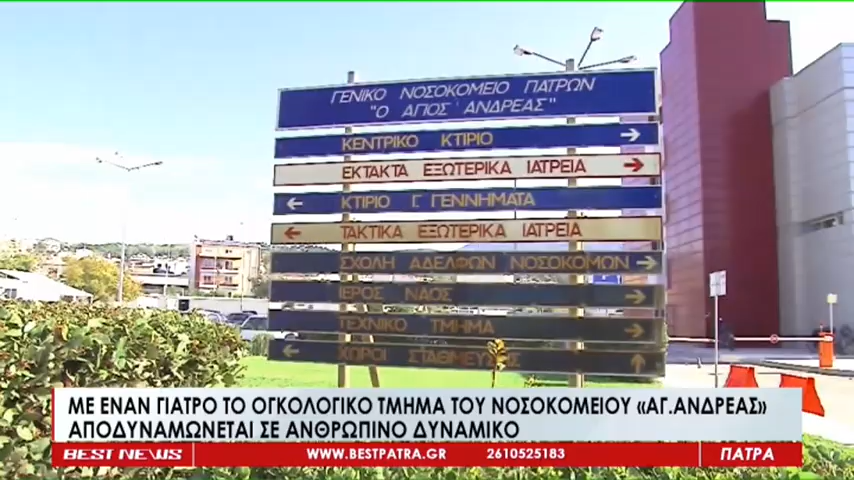 ΓΕΝΙΚΟ ΝΟΣΟΚΟΜΕΙΟ ΠΑΤΡΩΝ
"Ο ΑΓΙΟΣ ΑΝΔΡΕΑΣ"
ΚΕΝΤΡΙΚΟ ΚΤΙΡΙΟ →
ΕΚΤΑΚΤΑ ΕΞΩΤΕΡΙΚΑ ΙΑΤΡΕΙΑ →
← ΚΤΙΡΙΟ Γ ΓΕΝΝΗΜΑΤΑ
← ΤΑΚΤΙΚΑ ΕΞΩΤΕΡΙΚΑ ΙΑΤΡΕΙΑ
ΣΧΟΛΗ ΑΔΕΛΦΩΝ ΝΟΣΟΚΟΜΩΝ →
ΙΕΡΟΣ ΝΑΟΣ →
ΤΕΧΝΙΚΟ ΤΜΗΜΑ →
← ΧΩΡΟΙ ΣΤΑΘΜΕΥΣΗΣ ↑
ΜΕ ΕΝΑΝ ΓΙΑΤΡΟ ΤΟ ΟΓΚΟΛΟΓΙΚΟ ΤΜΗΜΑ ΤΟΥ ΝΟΣΟΚΟΜΕΙΟΥ «ΑΓ.ΑΝΔΡΕΑΣ»
ΑΠΟΔΥΝΑΜΩΝΕΤΑΙ ΣΕ ΑΝΘΡΩΠΙΝΟ ΔΥΝΑΜΙΚΟ
BEST NEWS WWW.BESTPATRA.GR 2610525183 ΠΑΤΡΑ